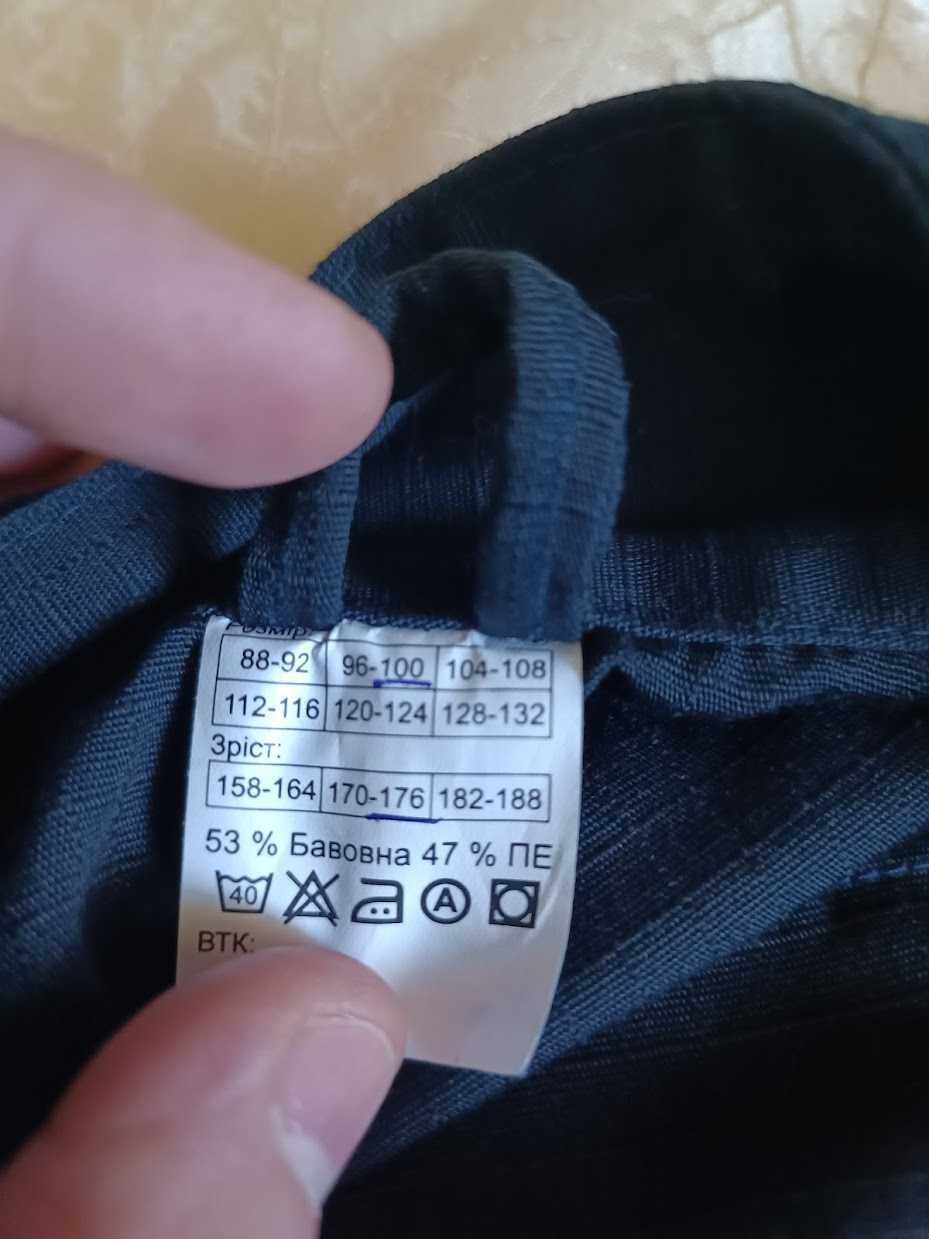 Розмір:
88-92 96-100 104-108
112-116 120-124 128-132
Зріст:
158-164 170-176 182-188
53 % Бавовна 47 % ПЕ
40 A
ВТК: